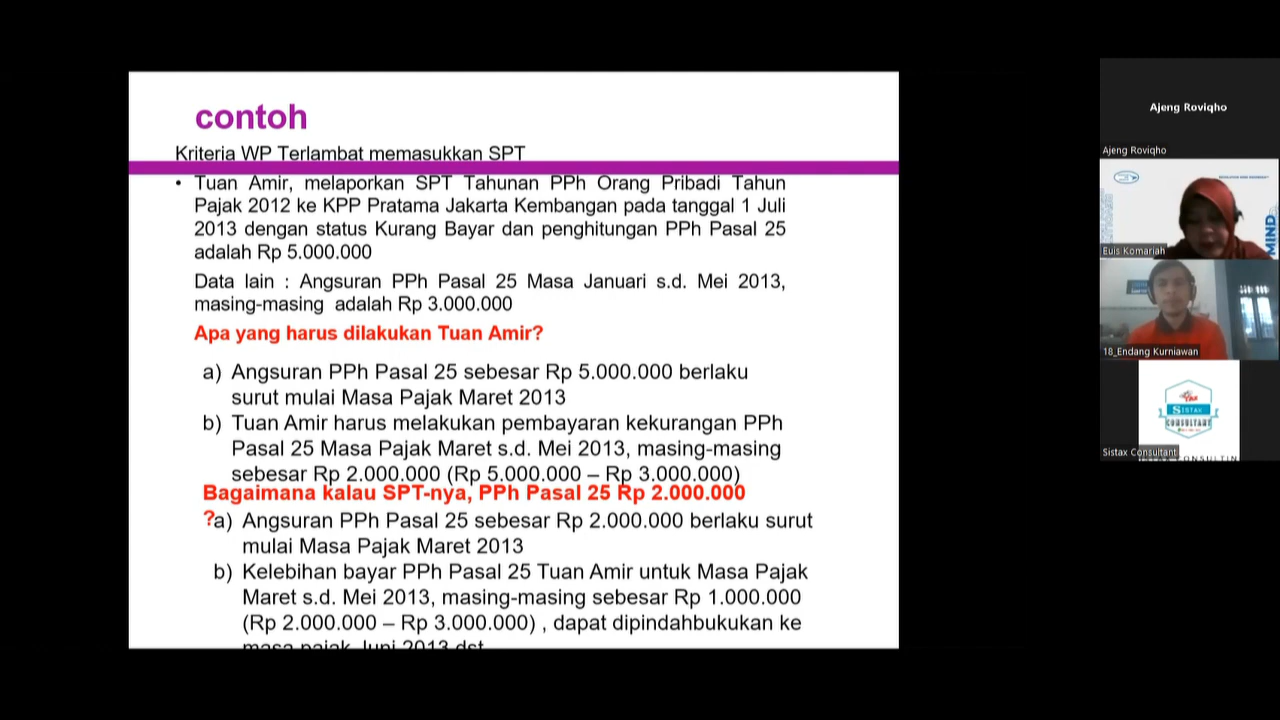 contoh
Kriteria WP Terlambat memasukkan SPT
• Tuan Amir, melaporkan SPT Tahunan PPh Orang Pribadi Tahun
Pajak 2012 ke KPP Pratama Jakarta Kembangan pada tanggal 1 Juli
2013 dengan status Kurang Bayar dan penghitungan PPh Pasal 25
adalah Rp 5.000.000
Data lain : Angsuran PPh Pasal 25 Masa Januari s.d. Mei 2013,
masing-masing adalah Rp 3.000.000
Apa yang harus dilakukan Tuan Amir?
a) Angsuran PPh Pasal 25 sebesar Rp 5.000.000 berlaku
surut mulai Masa Pajak Maret 2013
b) Tuan Amir harus melakukan pembayaran kekurangan PPh
Pasal 25 Masa Pajak Maret s.d. Mei 2013, masing-masing
sebesar Rp 2.000.000 (Rp 5.000.000 – Rp 3.000.000)
Bagaimana kalau SPT-nya, PPh Pasal 25 Rp 2.000.000
?
a) Angsuran PPh Pasal 25 sebesar Rp 2.000.000 berlaku surut
mulai Masa Pajak Maret 2013
b) Kelebihan bayar PPh Pasal 25 Tuan Amir untuk Masa Pajak
Maret s.d. Mei 2013, masing-masing sebesar Rp 1.000.000
(Rp 2.000.000 – Rp 3.000.000) , dapat dipindahbukukan ke
masa pajak Juni 2013 dst
Ajeng Roviqho
Ajeng Roviqho
MIND
Euis Komariah
18_Endang Kurniawan
TAX
SISTAX
CONSULTANT
Sistax Consultant